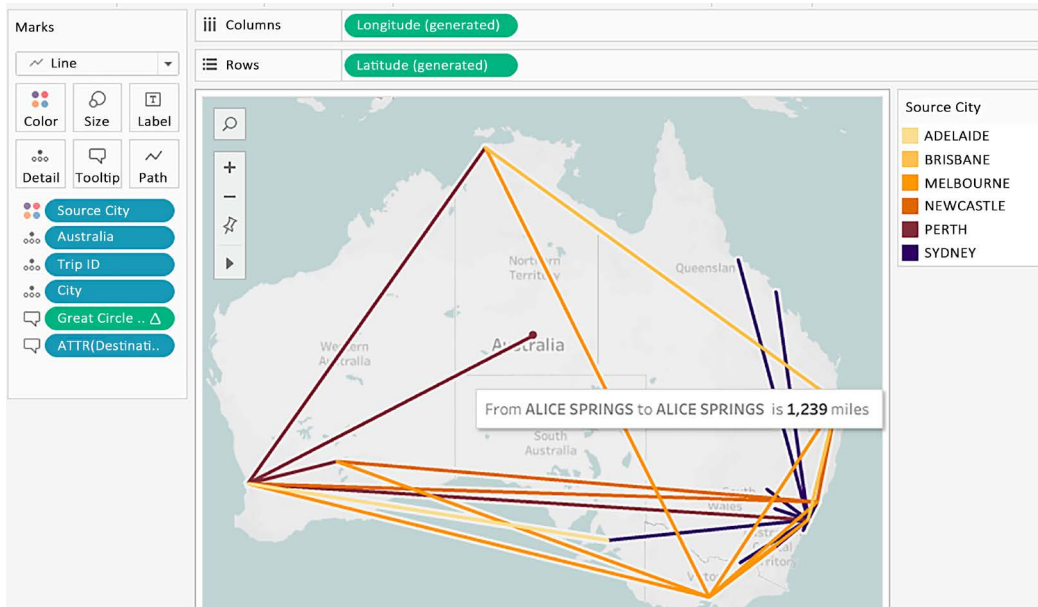 Marks
Line
Color
Size
Label
Detail
Tooltip
Path
Source City
Australia
Trip ID
City
Great Circle .. Δ
ATTR(Destinati..
Columns
Longitude (generated)
Rows
Latitude (generated)
Northern
Territory
Queensland
Western
Australia
Australia
From ALICE SPRINGS to ALICE SPRINGS is 1,239 miles
South
Australia
South
Wales
Source City
ADELAIDE
BRISBANE
MELBOURNE
NEWCASTLE
PERTH
SYDNEY